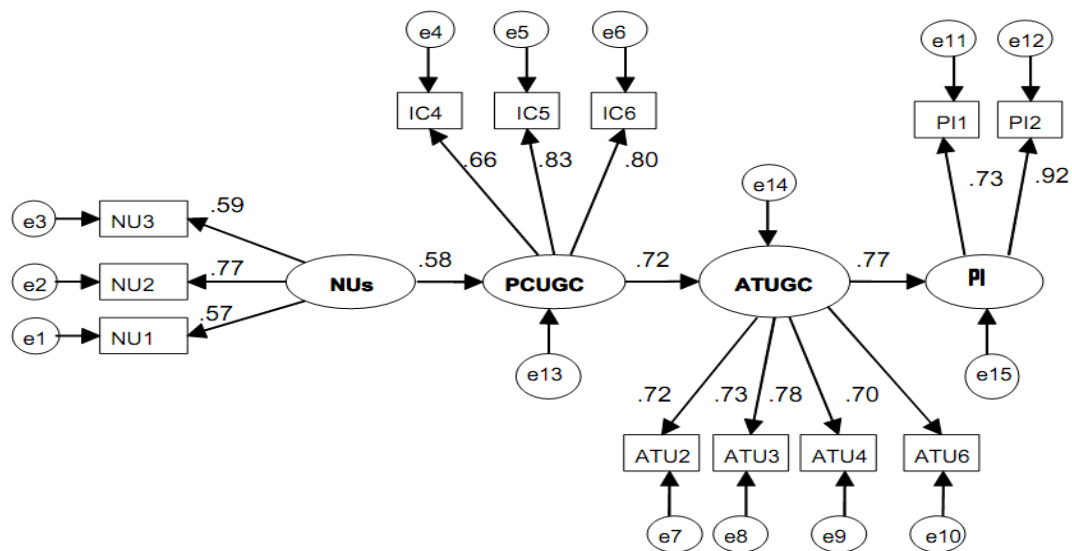 e4
e5
e6
e11
e12
IC4
IC5
IC6
PI1
PI2
.66
.83
.80
.73
.92
e14
e3
NU3
.59
e2
NU2
.77
NUs
.58
PCUGC
.72
ATUGC
.77
PI
e1
NU1
.57
e13
e15
.72
.73
.78
.70
ATU2
ATU3
ATU4
ATU6
e7
e8
e9
e10